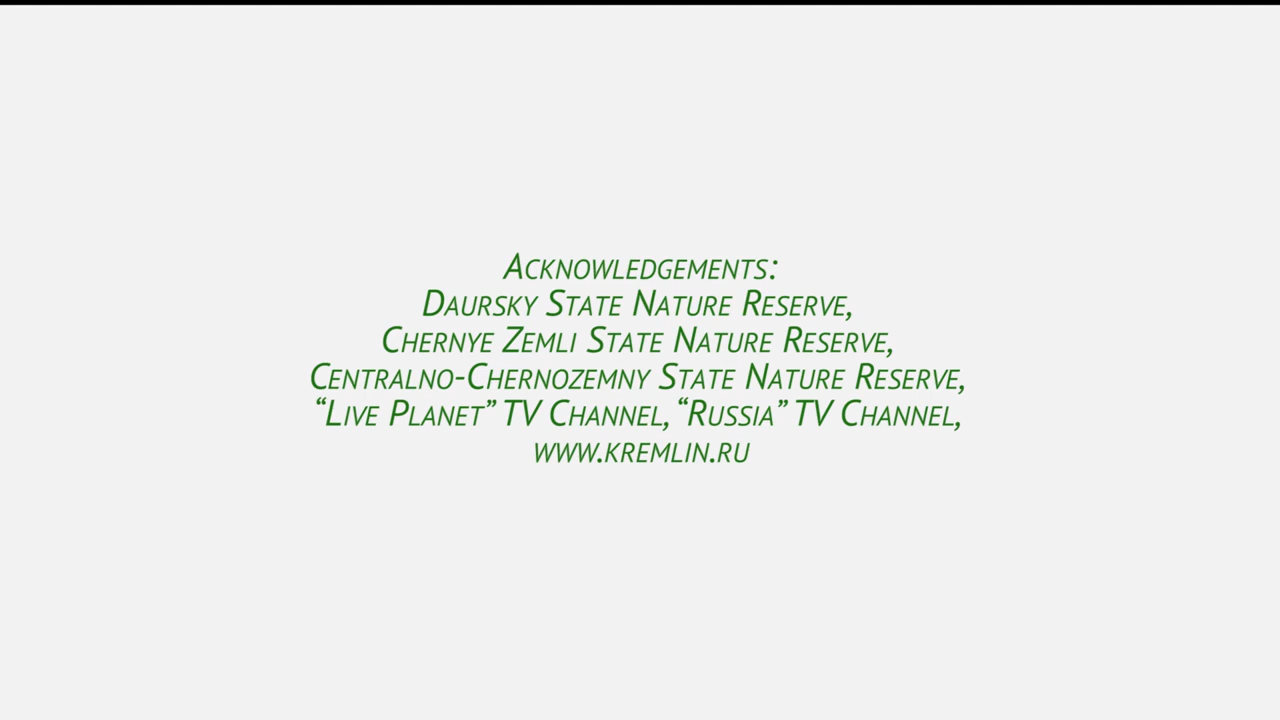 Acknowledgements:
Daursky State Nature Reserve,
Chernye Zemli State Nature Reserve,
Centralno-Chernozemny State Nature Reserve,
“Live Planet” TV Channel, “Russia” TV Channel,
www.kremlin.ru